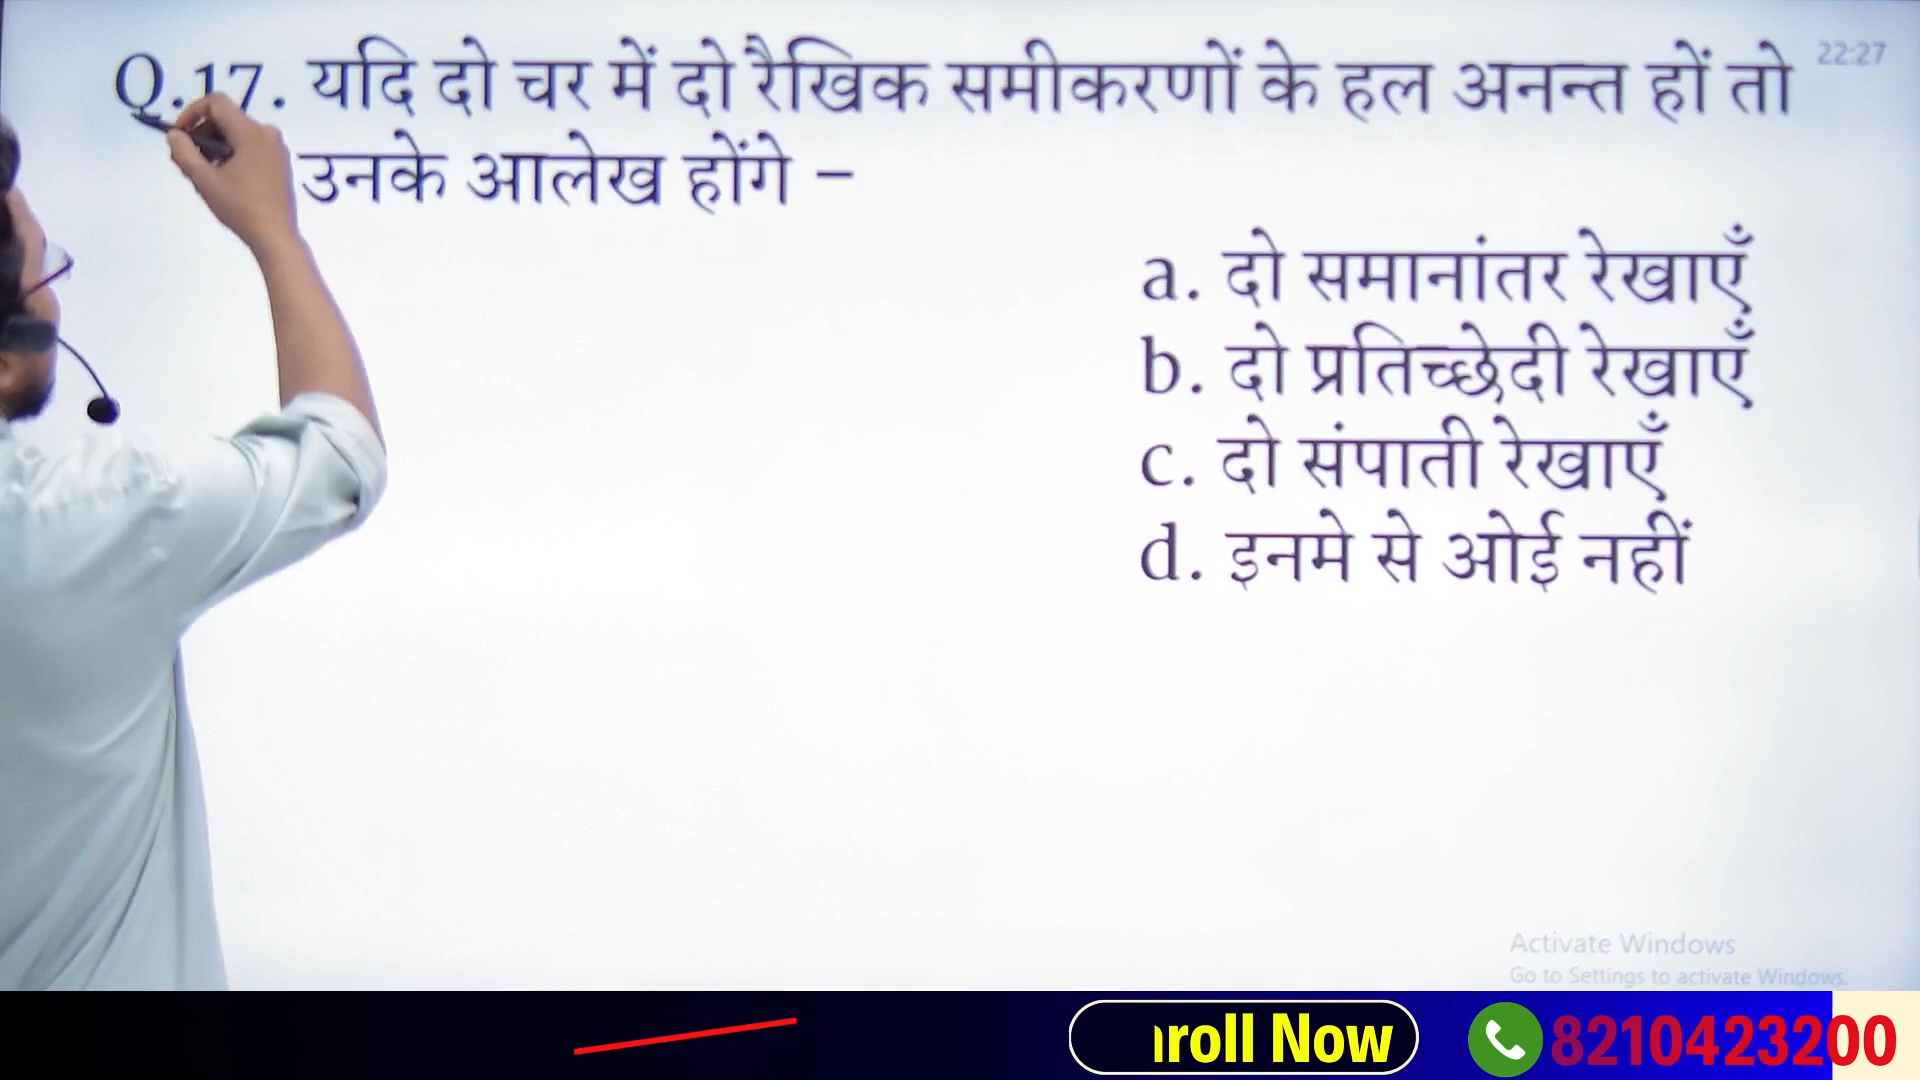 Q.17. यदि दो चर में दो रैखिक समीकरणों के हल अनन्त हों तो
22:27
उनके आलेख होंगे –
a. दो समानांतर रेखाएँ
b. दो प्रतिच्छेदी रेखाएँ
c. दो संपाती रेखाएँ
d. इनमे से ओई नहीं
Activate Windows
Go to Settings to activate Windows.
roll Now
8210423200